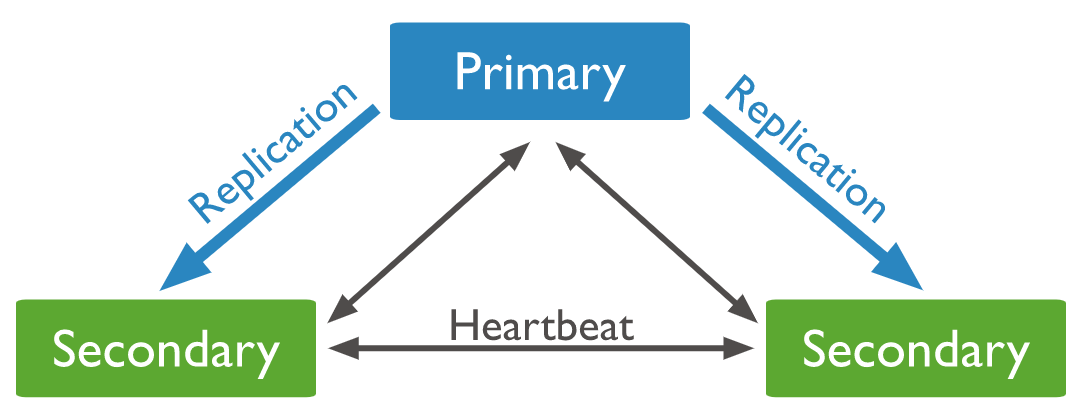 Primary
Replication
Replication
Heartbeat
Secondary
Secondary